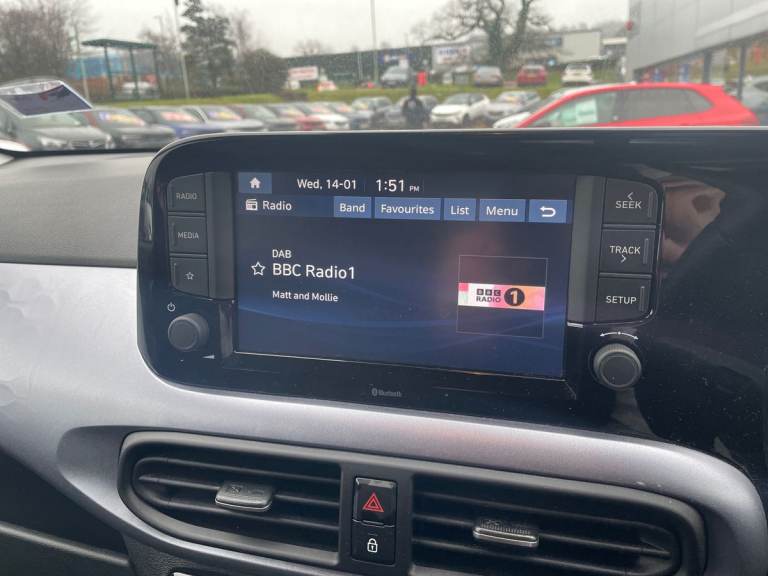 Wed, 14-01 1:51 PM
Radio Band Favourites List Menu
DAB
BBC Radio1
Matt and Mollie
BBC RADIO 1
RADIO
MEDIA
SEEK
TRACK
SETUP
Bluetooth